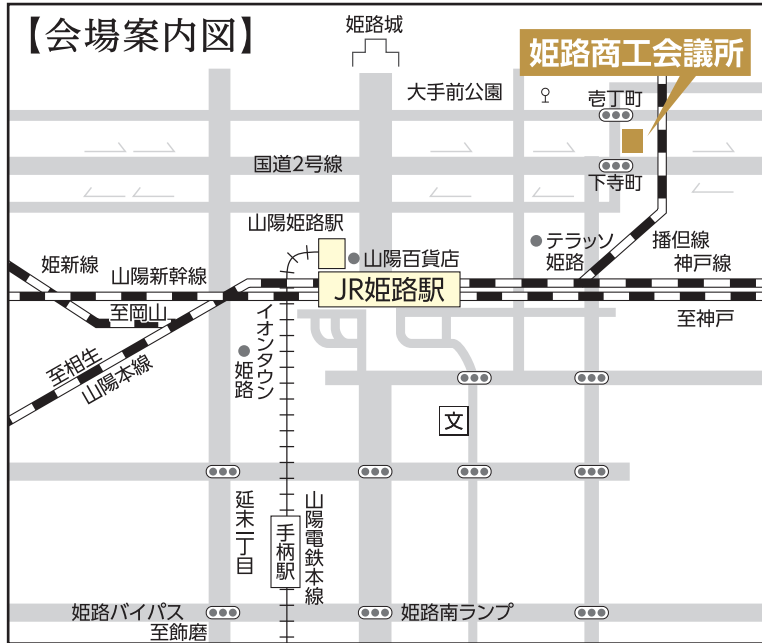 【会場案内図】
姫路城
姫路商工会議所
大手前公園
壱丁町
国道2号線
下寺町
山陽姫路駅
山陽百貨店
テラッソ
姫路
播但線
神戸線
姫新線
山陽新幹線
JR姫路駅
至岡山
至神戸
イオンタウン
姫路
至相生
山陽本線
文
延末一丁目
手柄駅
山陽電鉄本線
姫路バイパス
姫路南ランプ
至飾磨